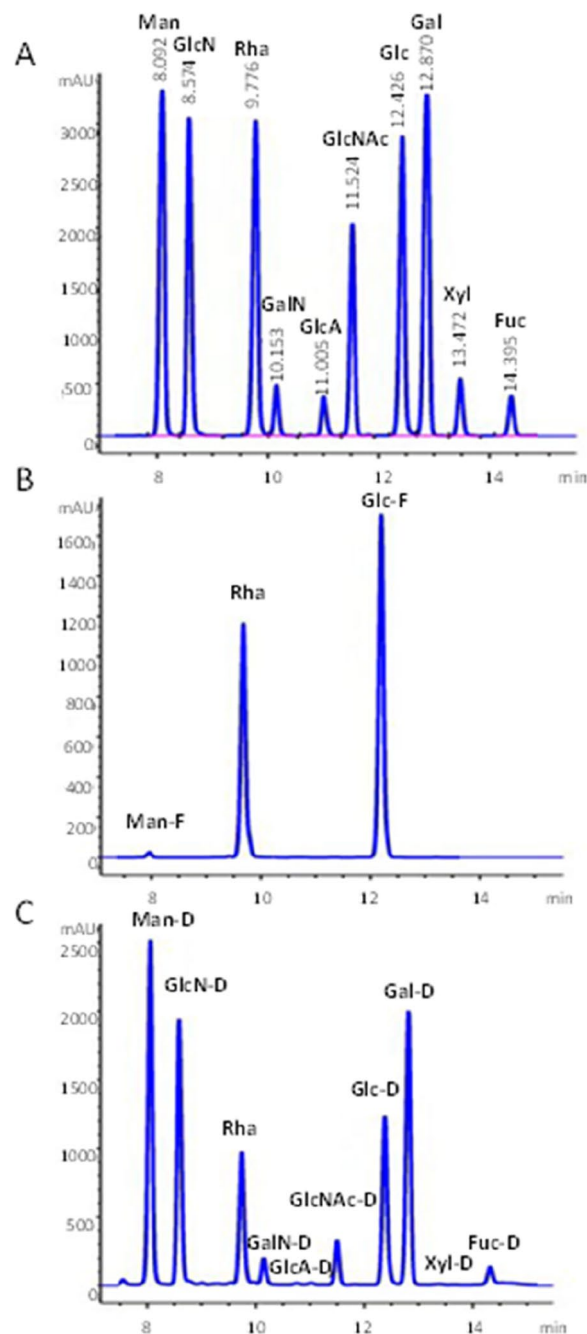 A
mAU
Man
8.092
GlcN
8.574
Rha
9.776
GalN
10.153
GlcA
11.005
GlcNAc
11.524
Glc
12.426
Gal
12.870
Xyl
13.472
Fuc
14.395
3000
2500
2000
1500
1000
500
0
8
10
12
14
min
B
mAU
Glc-F
Rha
Man-F
1600
1400
1200
1000
800
600
400
200
0
8
10
12
14
min
C
mAU
Man-D
GlcN-D
Gal-D
Glc-D
Rha
GlcNAc-D
GalN-D
GlcA-D
Xyl-D
Fuc-D
2500
2000
1500
1000
500
0
8
10
12
14
min